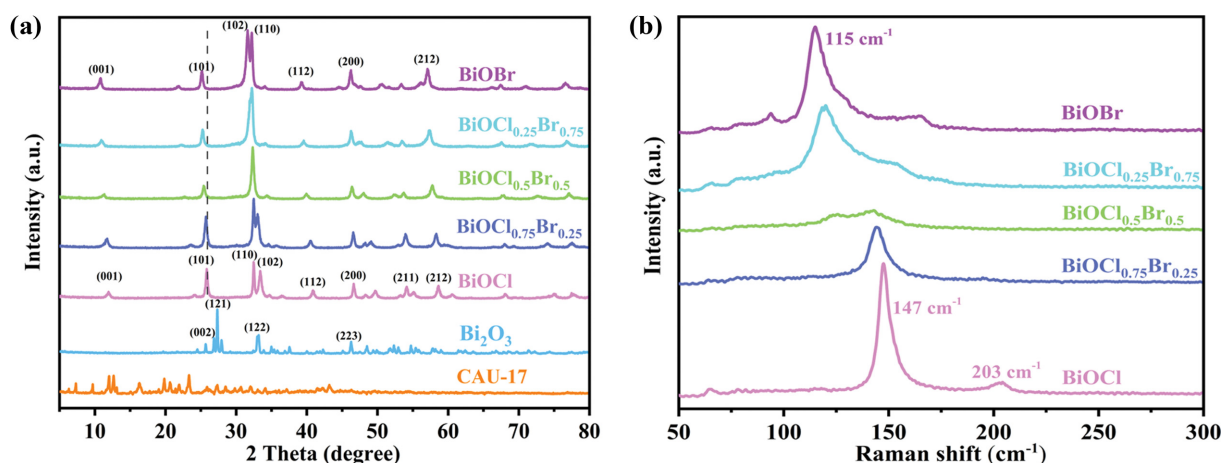 (a)
Intensity (a.u.)
(001)
(101)
(102)
(110)
(112)
(200)
(212)
BiOBr
BiOCl0.25Br0.75
BiOCl0.5Br0.5
BiOCl0.75Br0.25
(001)
(101)
(110)
(102)
(112)
(200)
(211)
(212)
BiOCl
(002)
(121)
(122)
(223)
Bi2O3
CAU-17
10 20 30 40 50 60 70 80
2 Theta (degree)
(b)
Intensity (a.u.)
115 cm-1
BiOBr
BiOCl0.25Br0.75
BiOCl0.5Br0.5
BiOCl0.75Br0.25
147 cm-1
203 cm-1
BiOCl
50 100 150 200 250 300
Raman shift (cm-1)